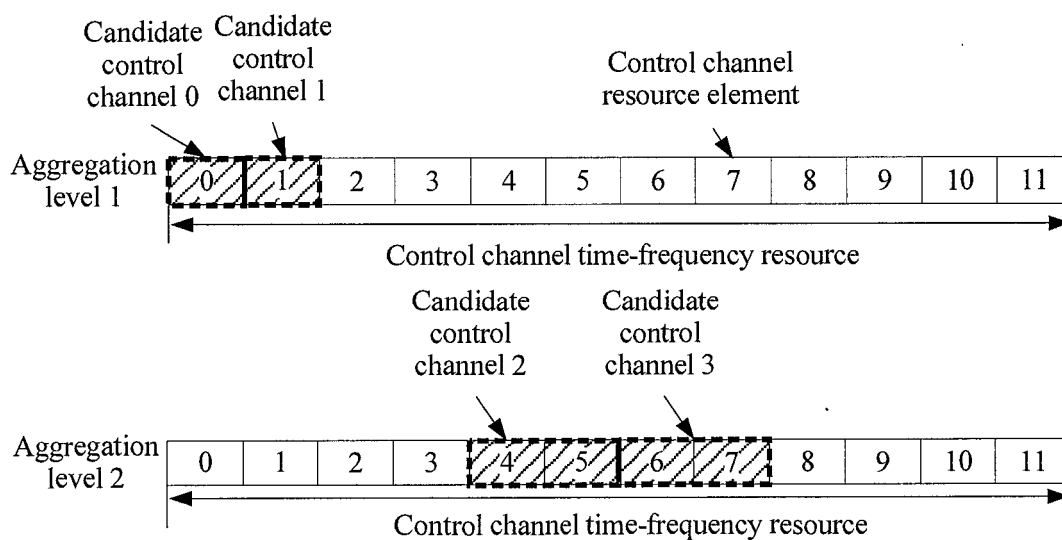 Candidate
control
channel 0
Candidate
control
channel 1
Control channel
resource element
Aggregation
level 1
0 1 2 3 4 5 6 7 8 9 10 11
Control channel time-frequency resource
Candidate
control
channel 2
Candidate
control
channel 3
Aggregation
level 2
0 1 2 3 4 5 6 7 8 9 10 11
Control channel time-frequency resource